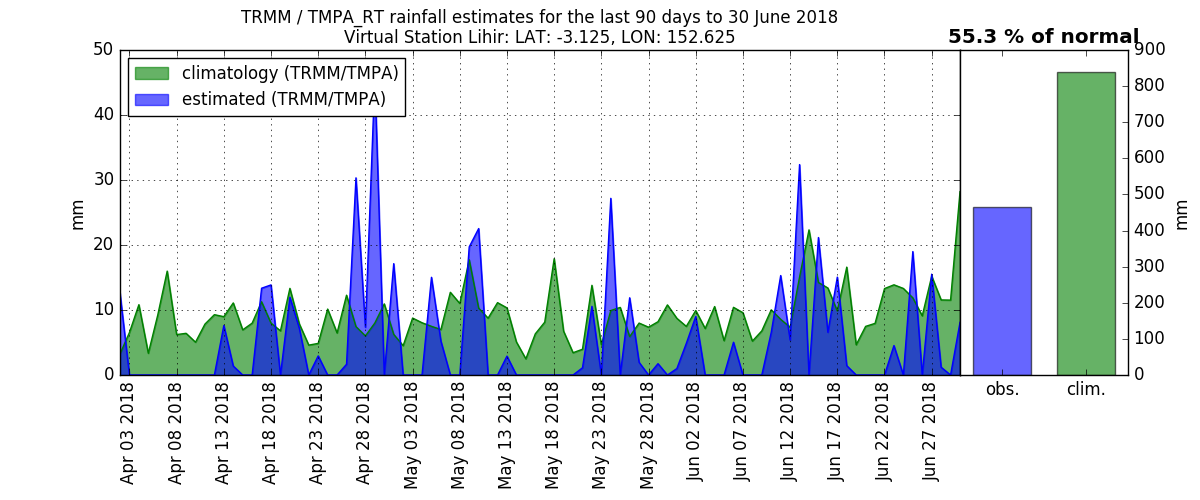 TRMM / TMPA_RT rainfall estimates for the last 90 days to 30 June 2018
Virtual Station Lihir: LAT: -3.125, LON: 152.625
55.3 % of normal
climatology (TRMM/TMPA)
estimated (TRMM/TMPA)
50
40
30
20
10
0
mm
Apr 03 2018
Apr 08 2018
Apr 13 2018
Apr 18 2018
Apr 23 2018
Apr 28 2018
May 03 2018
May 08 2018
May 13 2018
May 18 2018
May 23 2018
May 28 2018
Jun 02 2018
Jun 07 2018
Jun 12 2018
Jun 17 2018
Jun 22 2018
Jun 27 2018
obs.
clim.
900
800
700
600
500
400
300
200
100
0
mm